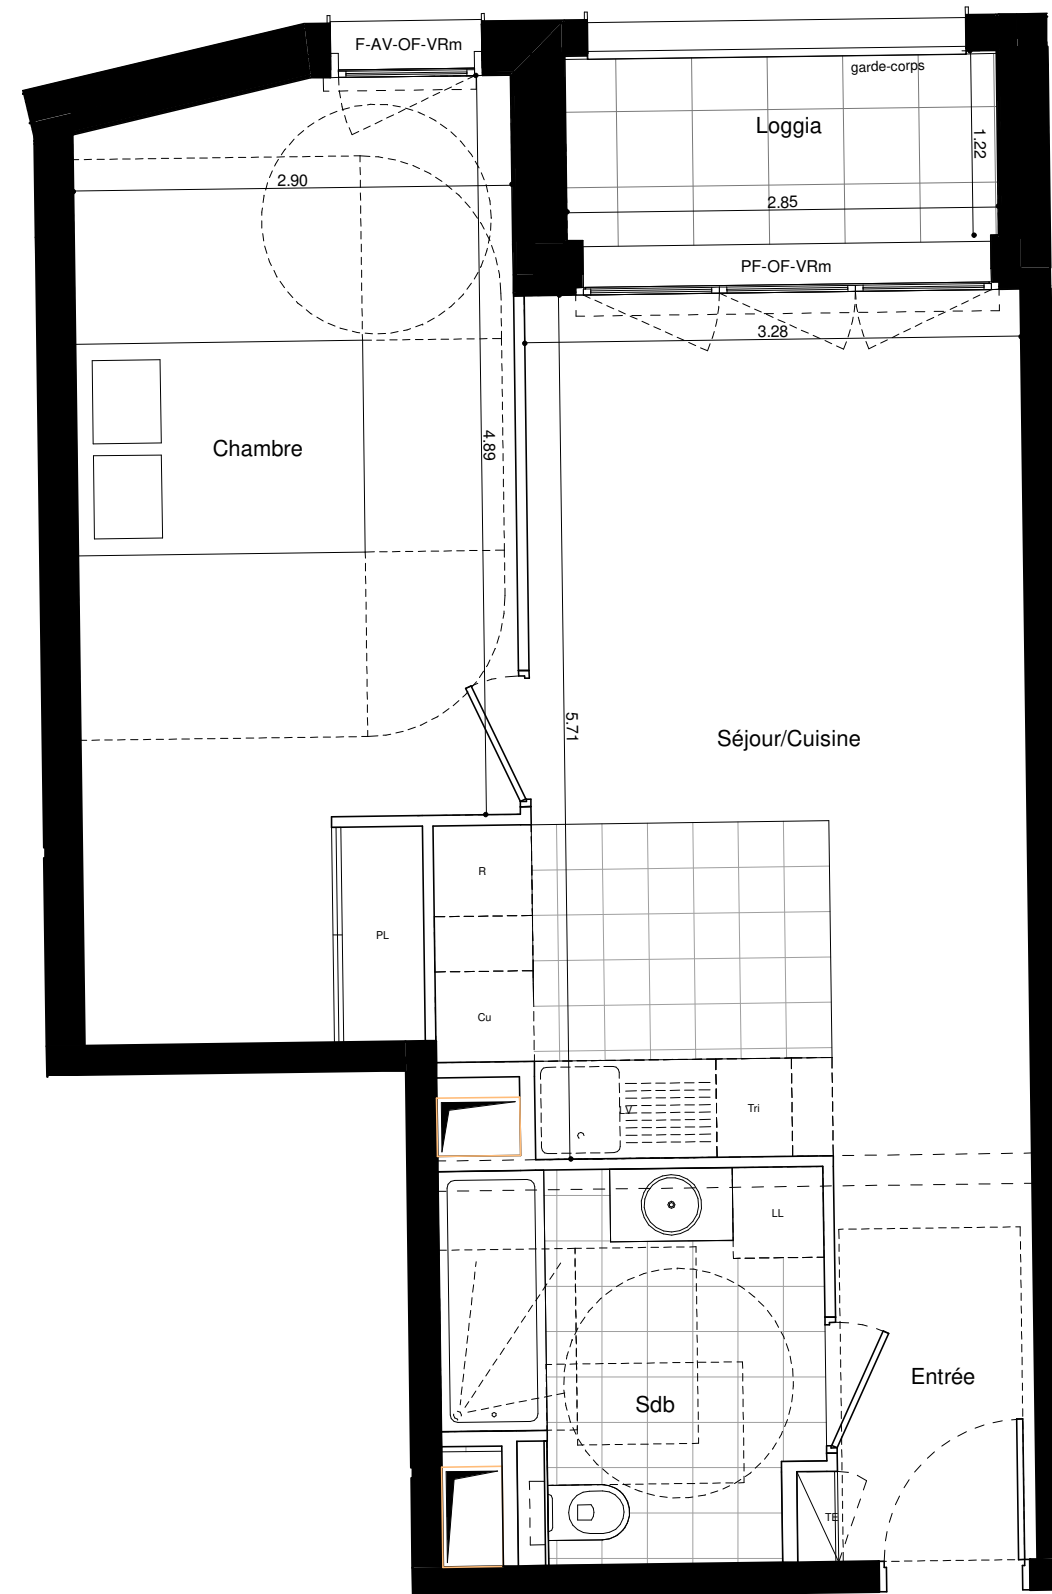 F-AV-OF-VRm
garde-corps
Loggia
1.22
2.90
2.85
PF-OF-VRm
3.28
4.89
Chambre
5.71
Séjour/Cuisine
R
PL
Cu
V
Tri
C
LL
Entrée
Sdb
TE